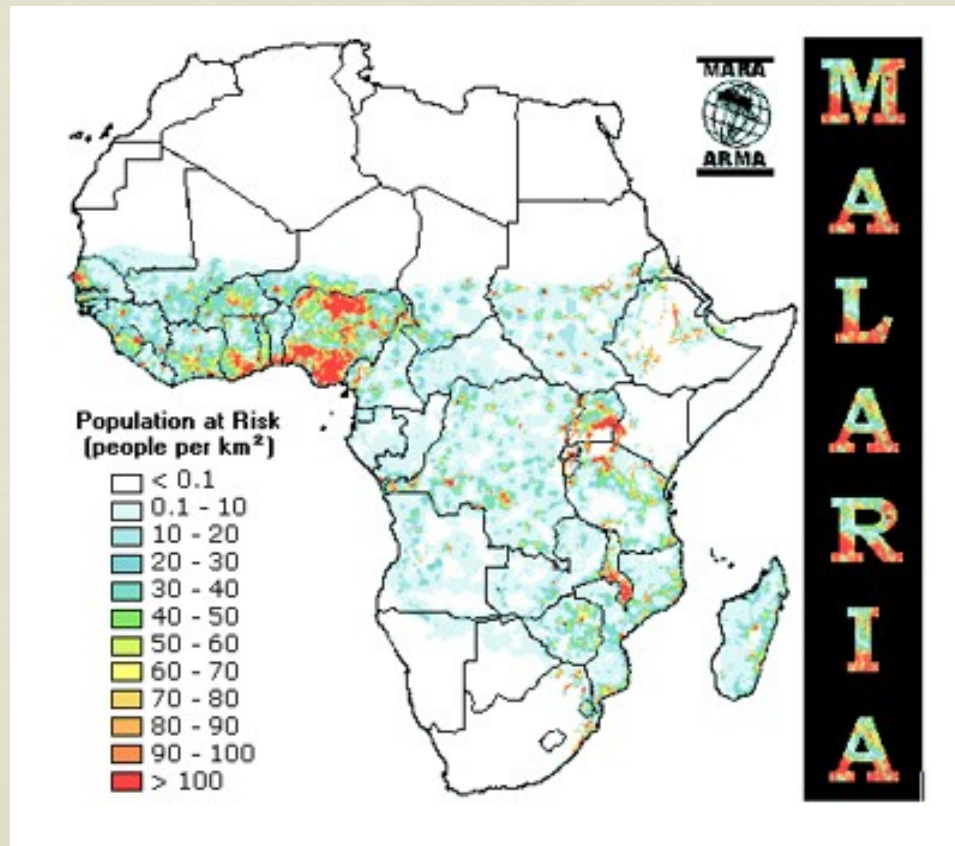 MARA
ARMA
MALARIA
Population at Risk
(people per km²)
< 0.1
0.1 - 10
10 - 20
20 - 30
30 - 40
40 - 50
50 - 60
60 - 70
70 - 80
80 - 90
90 - 100
> 100